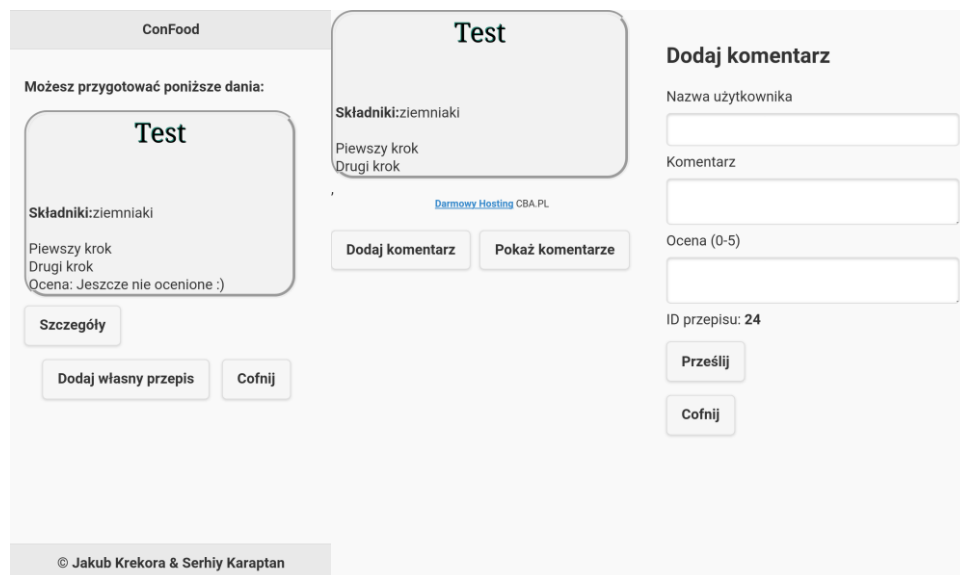 ConFood
Możesz przygotować poniższe dania:
Test
Składniki:ziemniaki
Piewszy krok
Drugi krok
Ocena: Jeszcze nie ocenione :)
Szczegóły
Dodaj własny przepis
Cofnij
© Jakub Krekora & Serhiy Karaptan
Test
Składniki:ziemniaki
Piewszy krok
Drugi krok
,
Darmowy Hosting CBA.PL
Dodaj komentarz
Pokaż komentarze
Dodaj komentarz
Nazwa użytkownika
Komentarz
Ocena (0-5)
ID przepisu: 24
Prześlij
Cofnij